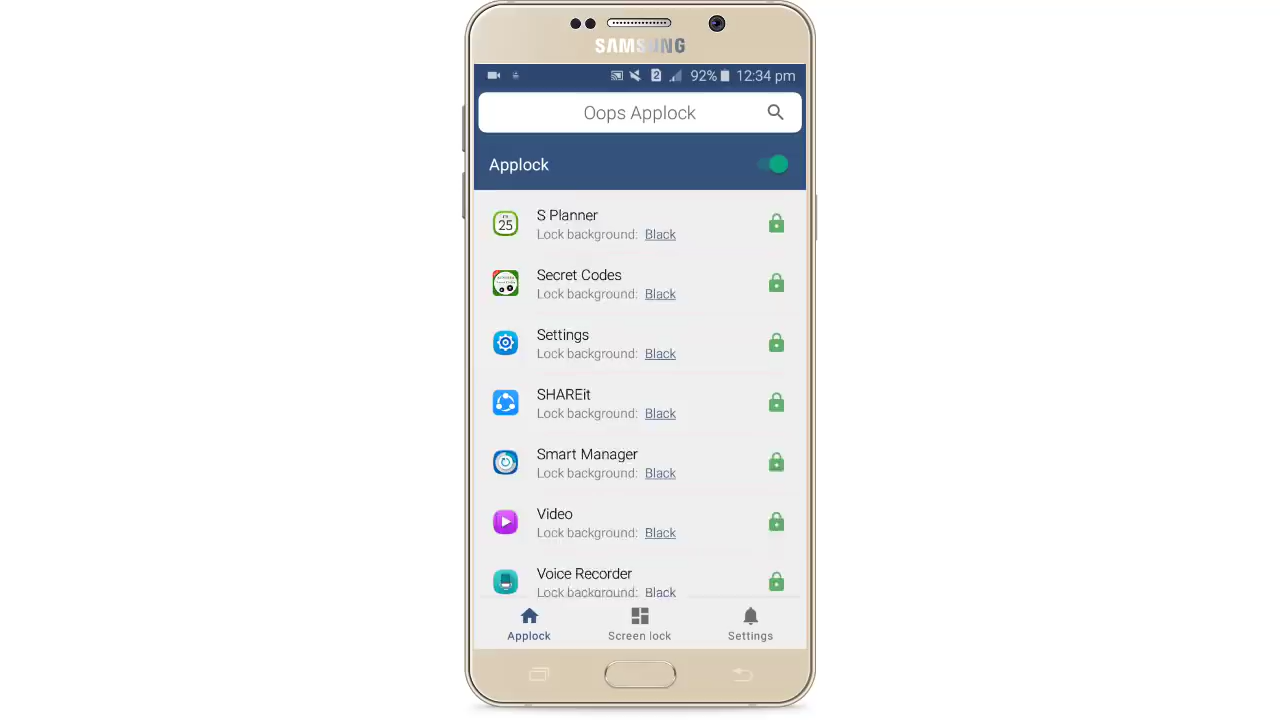 SAMSUNG
2 92% 12:34 pm
Oops Applock
Applock
25
S Planner
Lock background: Black
Secret Codes
Lock background: Black
Settings
Lock background: Black
SHAREit
Lock background: Black
Smart Manager
Lock background: Black
Video
Lock background: Black
Voice Recorder
Lock background: Black
Applock Screen lock Settings